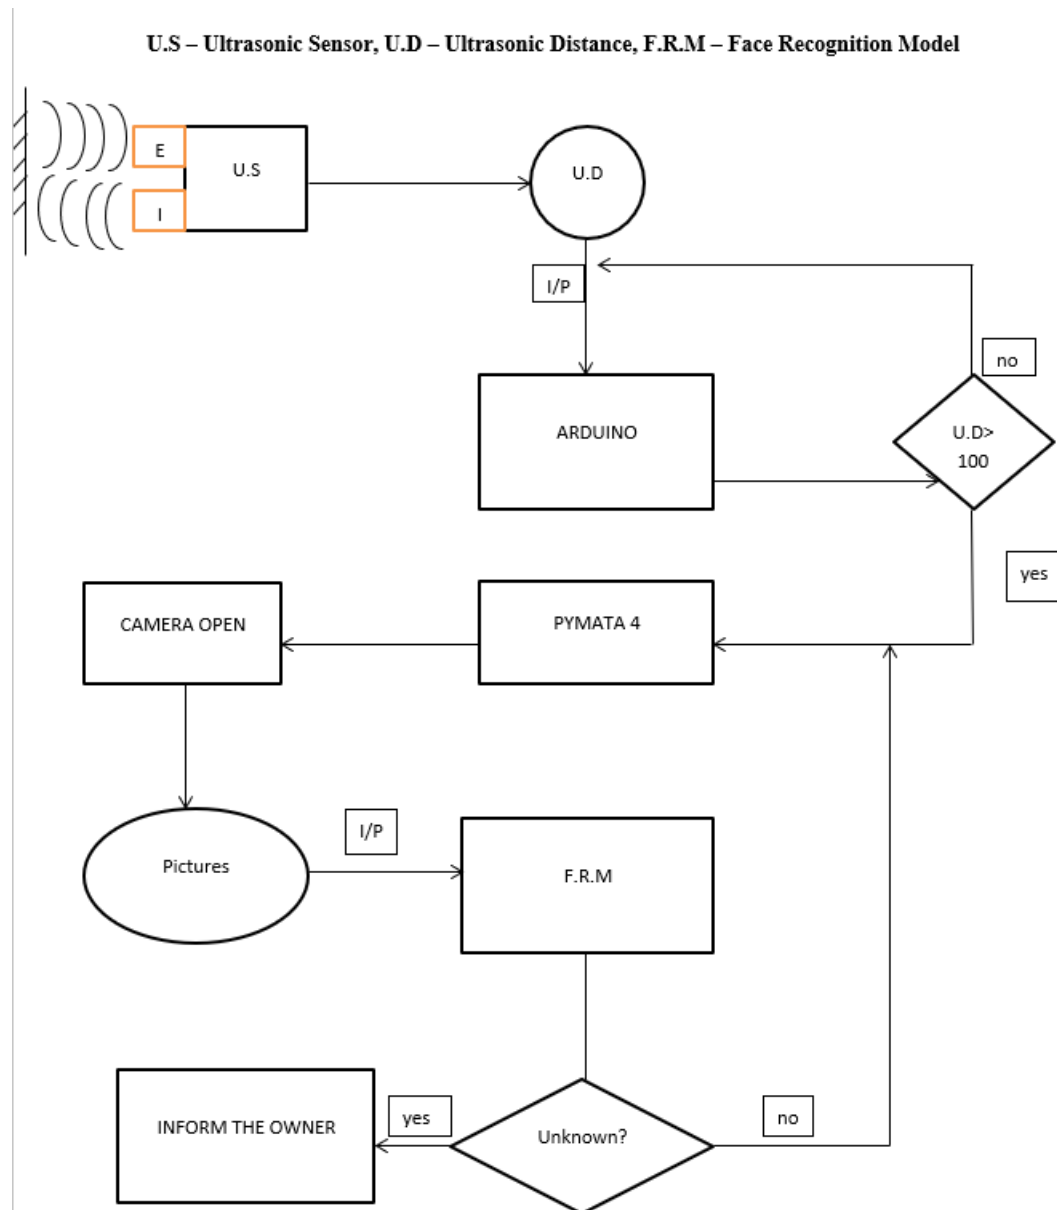 U.S – Ultrasonic Sensor, U.D – Ultrasonic Distance, F.R.M – Face Recognition Model
E
U.S
I
U.D
I/P
no
ARDUINO
U.D>
100
yes
CAMERA OPEN
PYMATA 4
Pictures
I/P
F.R.M
INFORM THE OWNER
yes
Unknown?
no